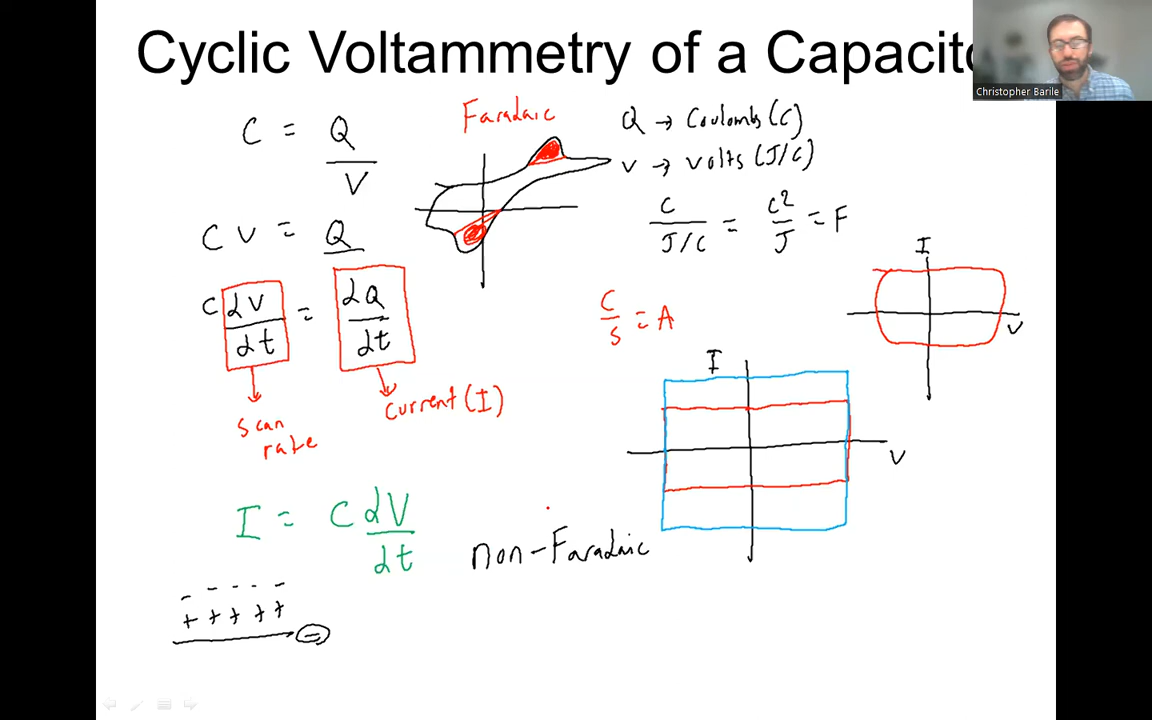 Cyclic Voltammetry of a Capacito
Christopher Barile
C = Q / V
Faradaic
Q → Coulombs (C)
V → volts (J/C)
C / J/C = C² / J = F
CV = Q
C dV / dt = dQ / dt
C / s = A
I
V
scan
rate
current (I)
I
V
I = C dV / dt
non-Faradaic
- - - - -
+ + + + +